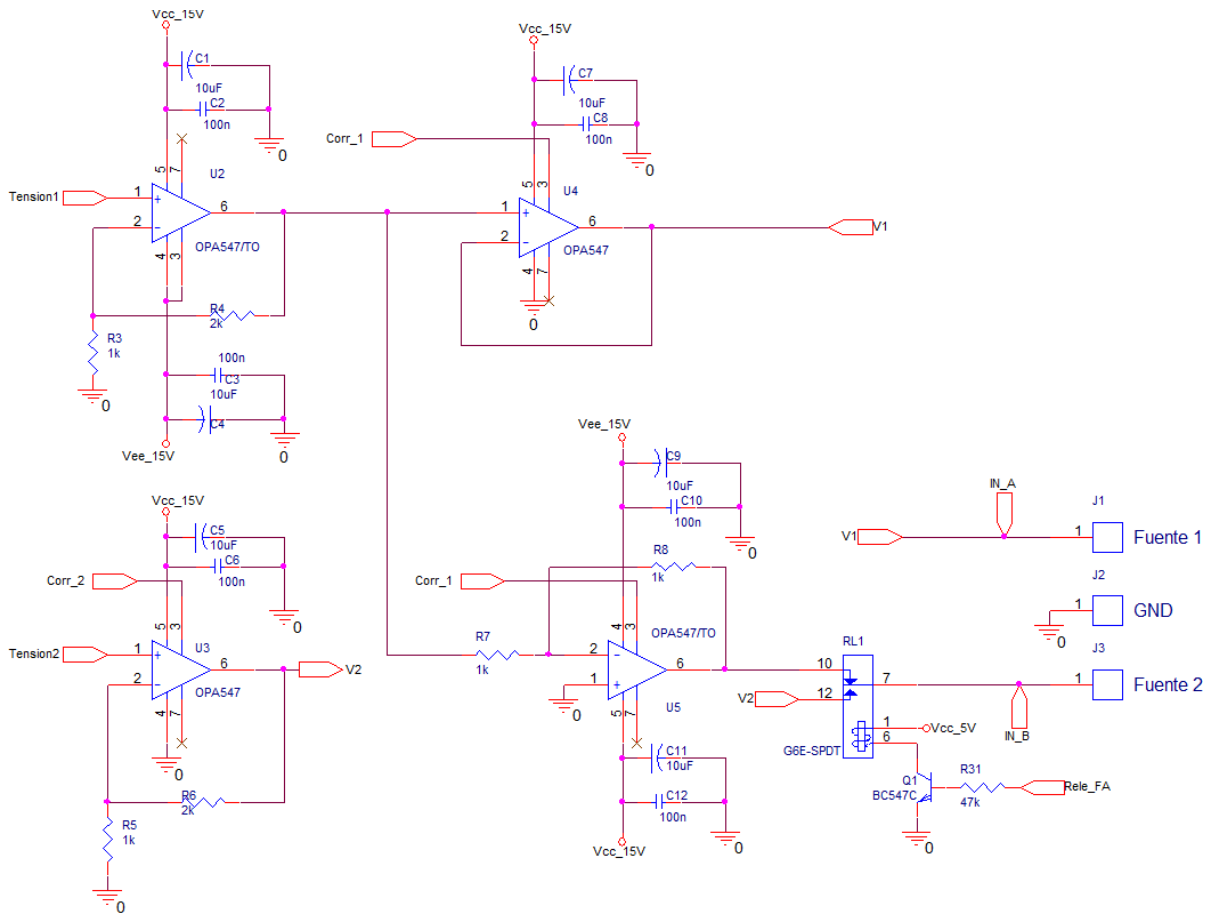 Vcc_15V
C1
10uF
C2
100n
0
5
7
U2
Tension1
1
+
2
-
6
OPA547/TO
4
3
R4
2k
R3
1k
0
100n
C3
10uF
C4
0
Vee_15V
Vcc_15V
C7
10uF
C8
100n
0
Corr_1
5
3
U4
1
+
2
-
6
OPA547
4
7
0
V1
Vcc_15V
C5
10uF
C6
100n
0
Corr_2
5
3
U3
Tension2
1
+
2
-
6
OPA547
V2
4
7
0
R6
2k
R5
1k
0
Vee_15V
C9
10uF
C10
100n
0
R8
1k
Corr_1
4
3
OPA547/TO
R7
1k
2
-
1
+
6
0
U5
5
7
C11
10uF
C12
100n
0
Vcc_15V
RL1
10
12
7
V2
1
6
Vcc_5V
G6E-SPDT
Q1
BC547C
R31
47k
Rele_FA
0
IN_A
V1
J1
1
Fuente 1
J2
1
GND
0
J3
1
Fuente 2
IN_B